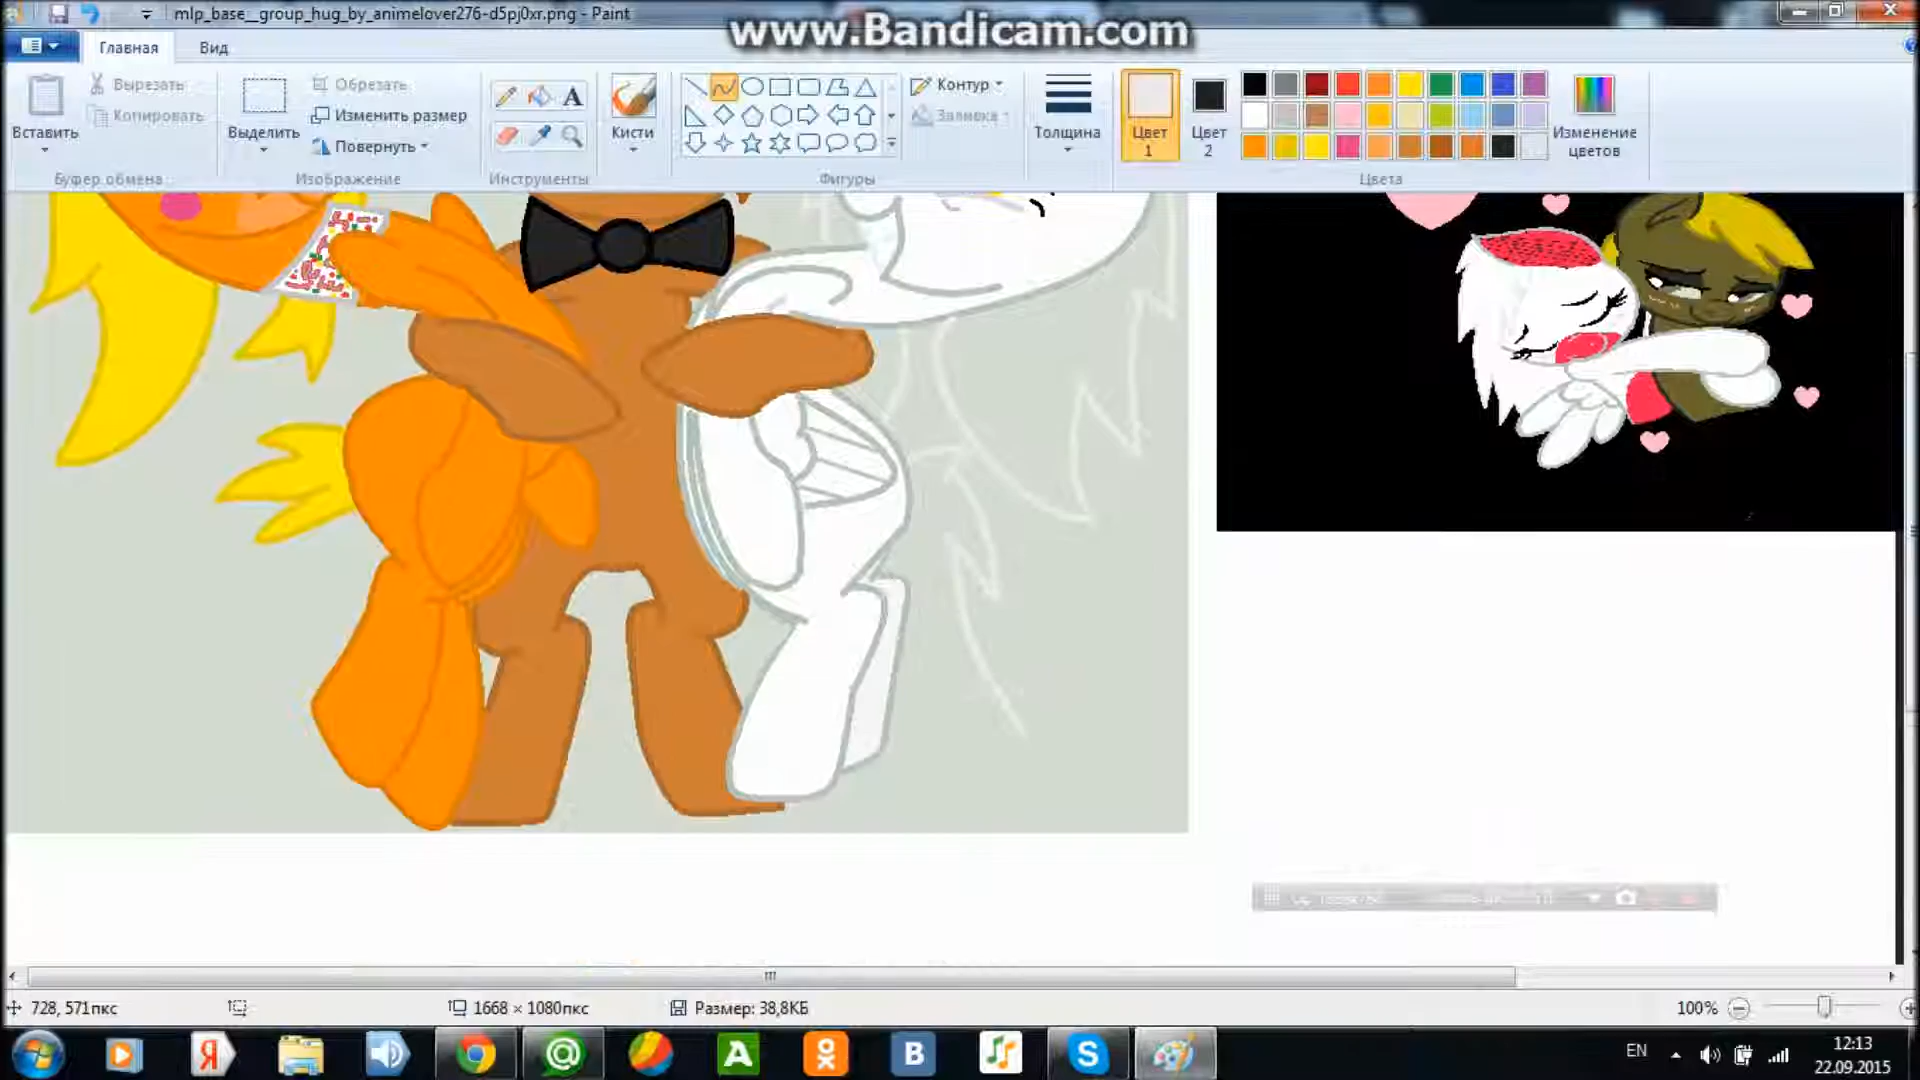 mlp_base__group_hug_by_animelover276-d5pj0xr.png - Paint
www.Bandicam.com
Главная
Вид
Вставить
Вырезать
Копировать
Буфер обмена
Выделить
Обрезать
Изменить размер
Повернуть
Изображение
A
Инструменты
Кисти
Контур
Заливка
Фигуры
Толщина
Цвет
1
Цвет
2
Изменение
цветов
Цвета
728, 571пкс
1668 × 1080пкс
Размер: 38,8КБ
100%
EN
12:13
22.09.2015